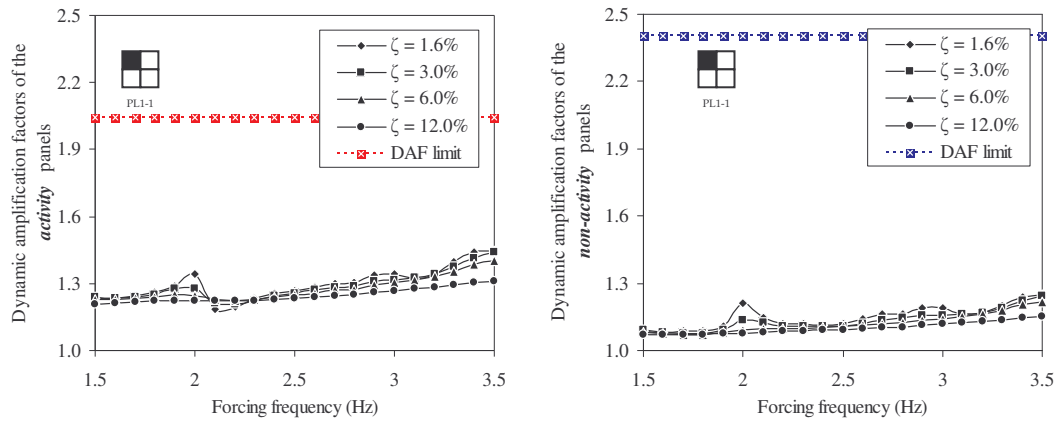 Dynamic amplification factors of the
activity panels
2.5
2.2
1.9
1.6
1.3
1.0
PL1-1
ζ = 1.6%
ζ = 3.0%
ζ = 6.0%
ζ = 12.0%
DAF limit
1.5 2 2.5 3 3.5
Forcing frequency (Hz)
Dynamic amplification factors of the
non-activity panels
2.5
2.2
1.9
1.6
1.3
1.0
PL1-1
ζ = 1.6%
ζ = 3.0%
ζ = 6.0%
ζ = 12.0%
DAF limit
1.5 2 2.5 3 3.5
Forcing frequency (Hz)